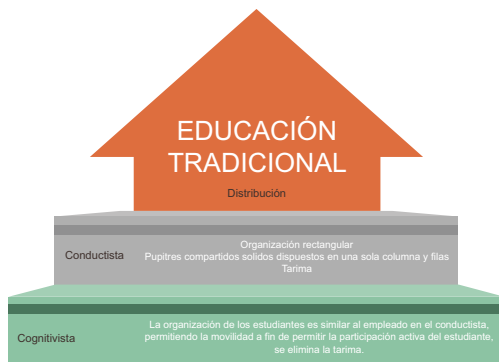 EDUCACIÓN
TRADICIONAL
Distribución
Conductista
Organización rectangular
Pupitres compartidos solidos dispuestos en una sola columna y filas
Tarima
Cognitivista
La organización de los estudiantes es similar al empleado en el conductista,
permitiendo la movilidad a fin de permitir la participación activa del estudiante,
se elimina la tarima.